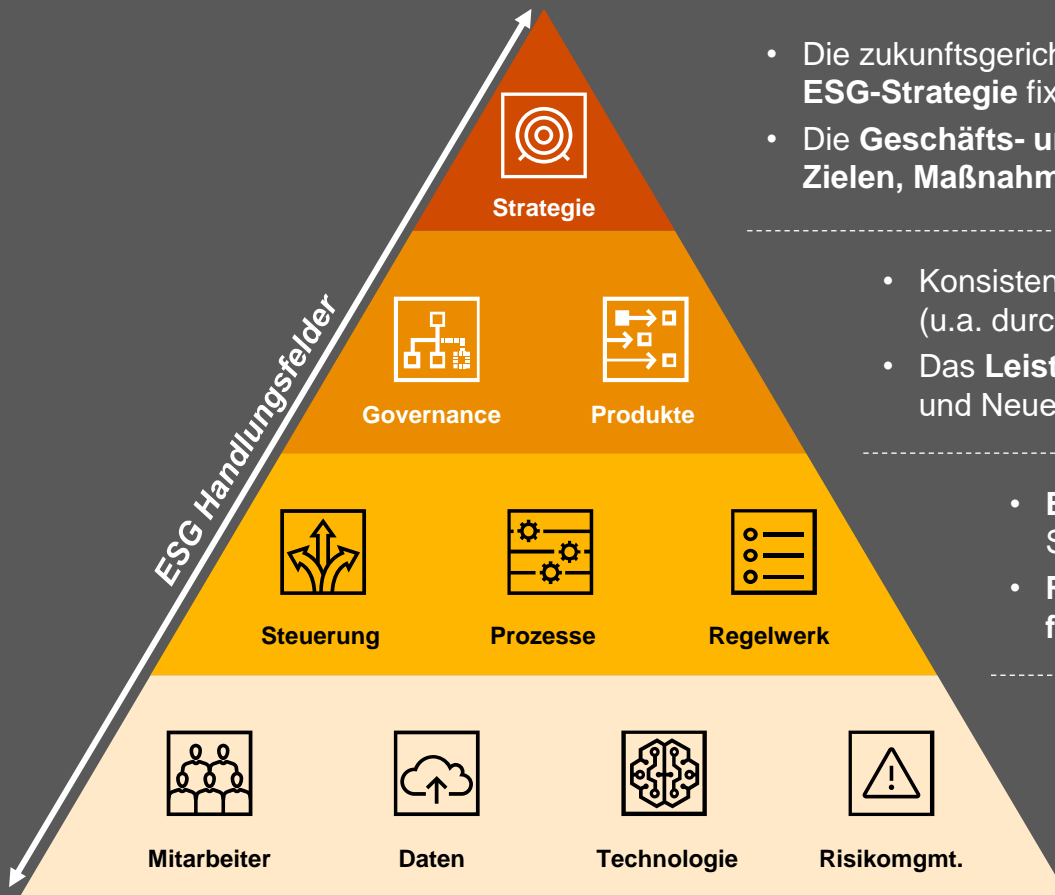 • Die zukunftsgerich
ESG-Strategie fix
• Die Geschäfts- u
Zielen, Maßnahm
Strategie
• Konsisten
(u.a. durc
• Das Leist
und Neue
Governance
Produkte
ESG Handlungsfelder
•
S
•
f
Steuerung
Prozesse
Regelwerk
Mitarbeiter
Daten
Technologie
Risikomgmt.